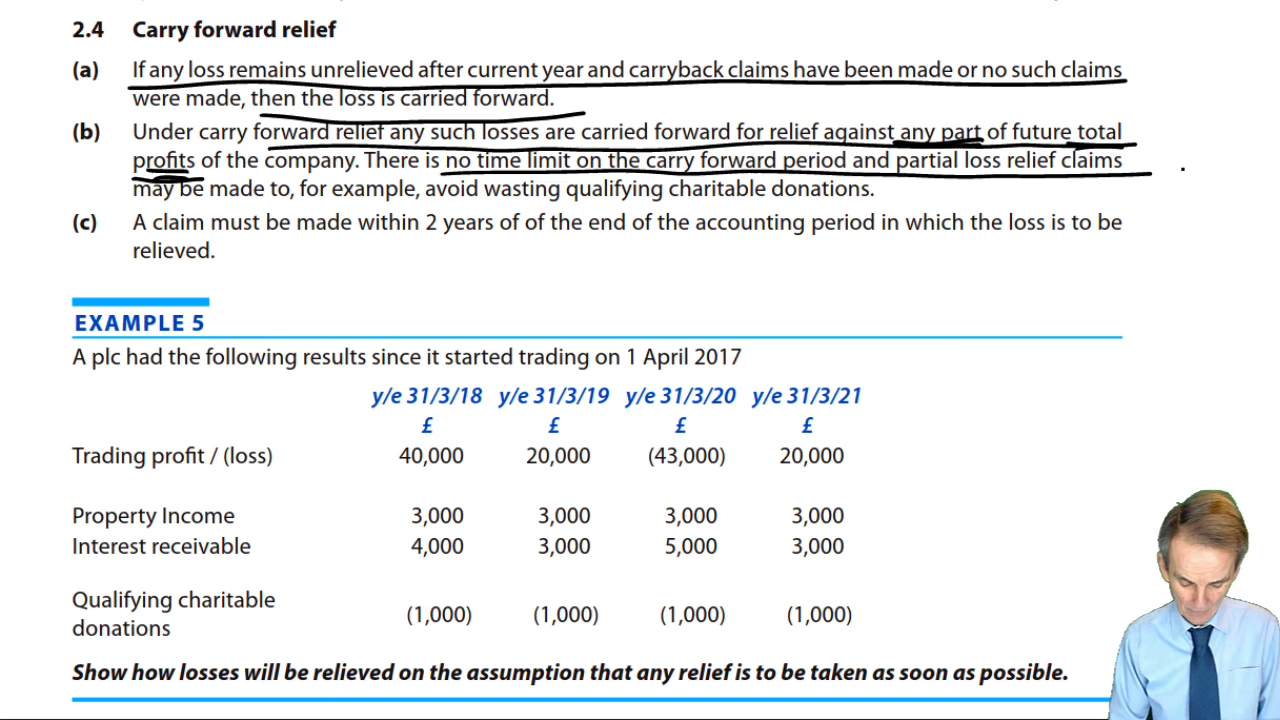 2.4 Carry forward relief
(a) If any loss remains unrelieved after current year and carryback claims have been made or no such claims
were made, then the loss is carried forward.
(b) Under carry forward relief any such losses are carried forward for relief against any part of future total
profits of the company. There is no time limit on the carry forward period and partial loss relief claims
may be made to, for example, avoid wasting qualifying charitable donations.
(c) A claim must be made within 2 years of of the end of the accounting period in which the loss is to be
relieved.
EXAMPLE 5
A plc had the following results since it started trading on 1 April 2017
y/e 31/3/18 y/e 31/3/19 y/e 31/3/20 y/e 31/3/21
£ £ £ £
Trading profit / (loss) 40,000 20,000 (43,000) 20,000
Property Income 3,000 3,000 3,000 3,000
Interest receivable 4,000 3,000 5,000 3,000
Qualifying charitable
donations (1,000) (1,000) (1,000) (1,000)
Show how losses will be relieved on the assumption that any relief is to be taken as soon as possible.